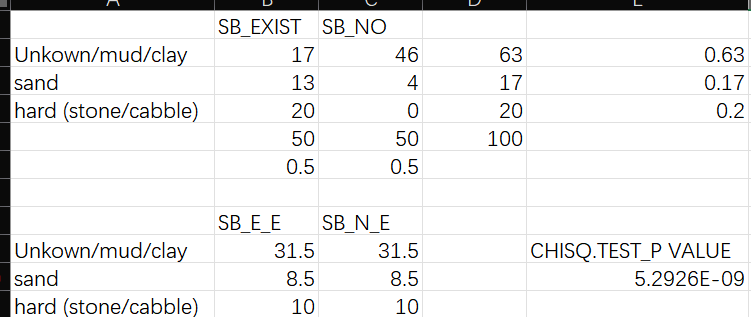 SB_EXIST SB_NO
Unkown/mud/clay 17 46 63 0.63
sand 13 4 17 0.17
hard (stone/cabble) 20 0 20 0.2
50 50 100
0.5 0.5
SB_E_E SB_N_E
Unkown/mud/clay 31.5 31.5 CHISQ.TEST_P VALUE
sand 8.5 8.5 5.2926E-09
hard (stone/cabble) 10 10